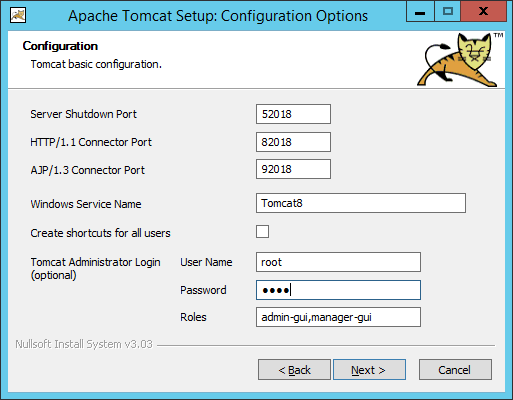 Apache Tomcat Setup: Configuration Options
Configuration
Tomcat basic configuration.
TM
Server Shutdown Port 52018
HTTP/1.1 Connector Port 82018
AJP/1.3 Connector Port 92018
Windows Service Name Tomcat8
Create shortcuts for all users
Tomcat Administrator Login User Name root
(optional)
Password ●●●●
Roles admin-gui,manager-gui
Nullsoft Install System v3.03
< Back Next > Cancel